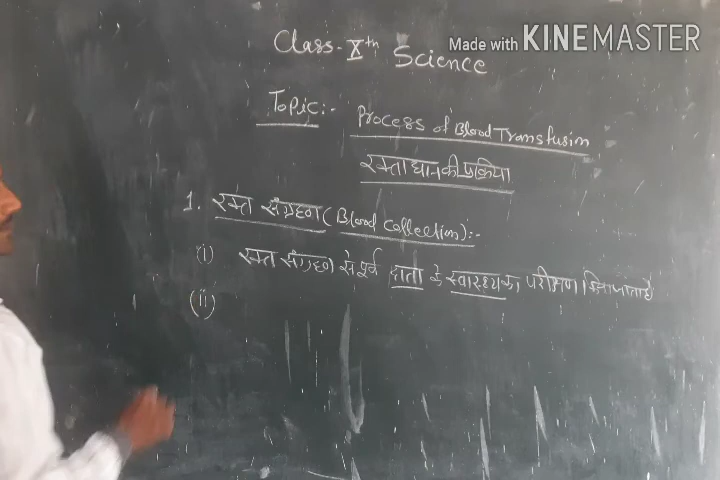 Class-Xth Science
Made with KINEMASTER
Topic:- Process of Blood Transfusion
रक्ताधान की प्रक्रिया
1. रक्त संग्रहण (Blood Collection):-
(i) रक्त संग्रहण से पूर्व दाता के स्वास्थ्य का परीक्षण किया जाता है
(ii)